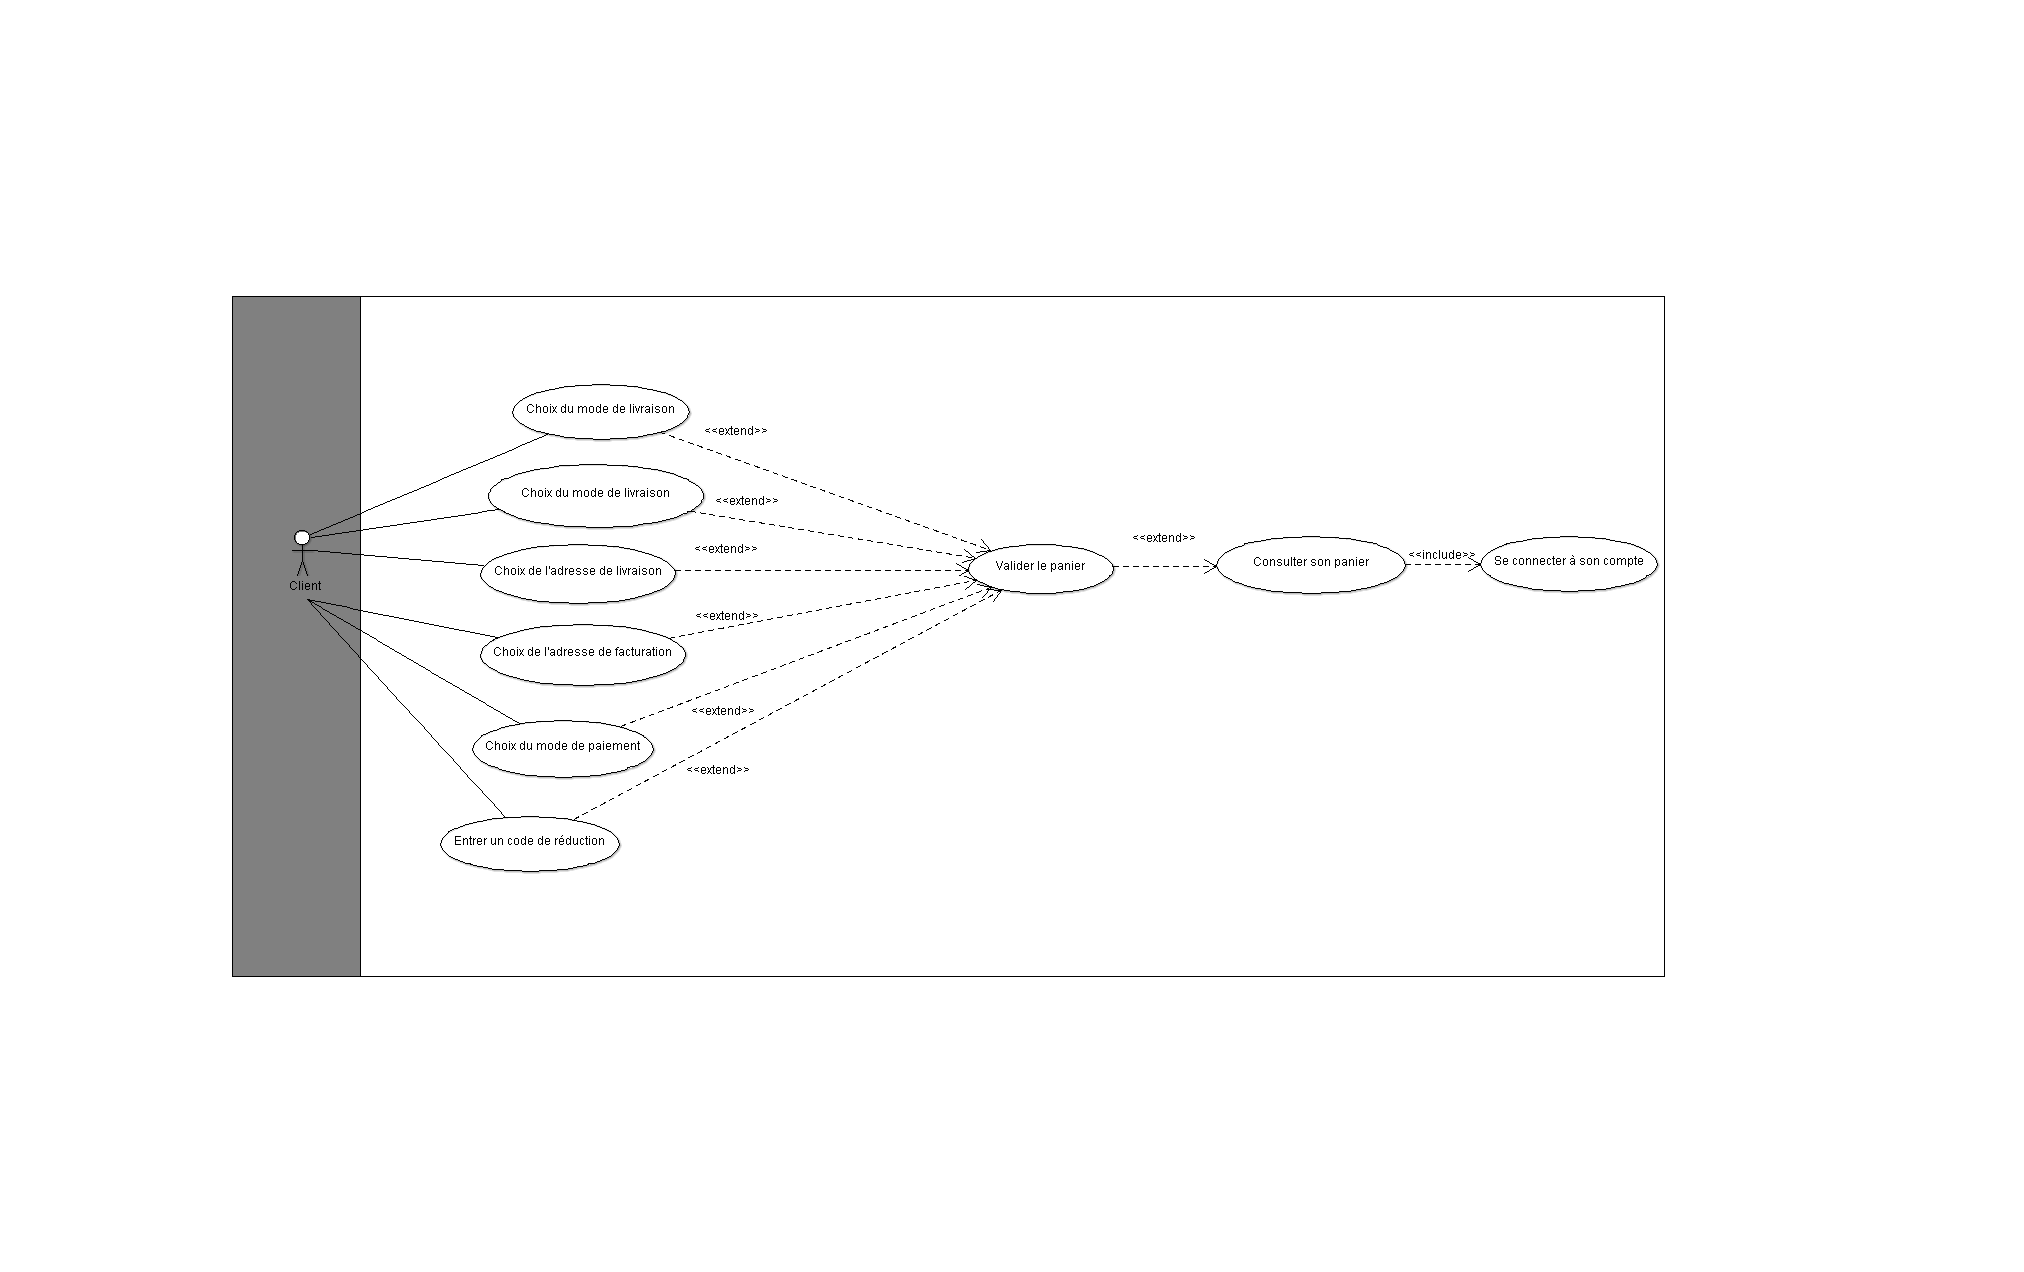 Choix du mode de livraison
<<extend>>
Choix du mode de livraison
<<extend>>
Client
Choix de l'adresse de livraison
<<extend>>
Valider le panier
<<extend>>
Consulter son panier
<<include>>
Se connecter à son compte
Choix de l'adresse de facturation
<<extend>>
Choix du mode de paiement
<<extend>>
Entrer un code de réduction
<<extend>>